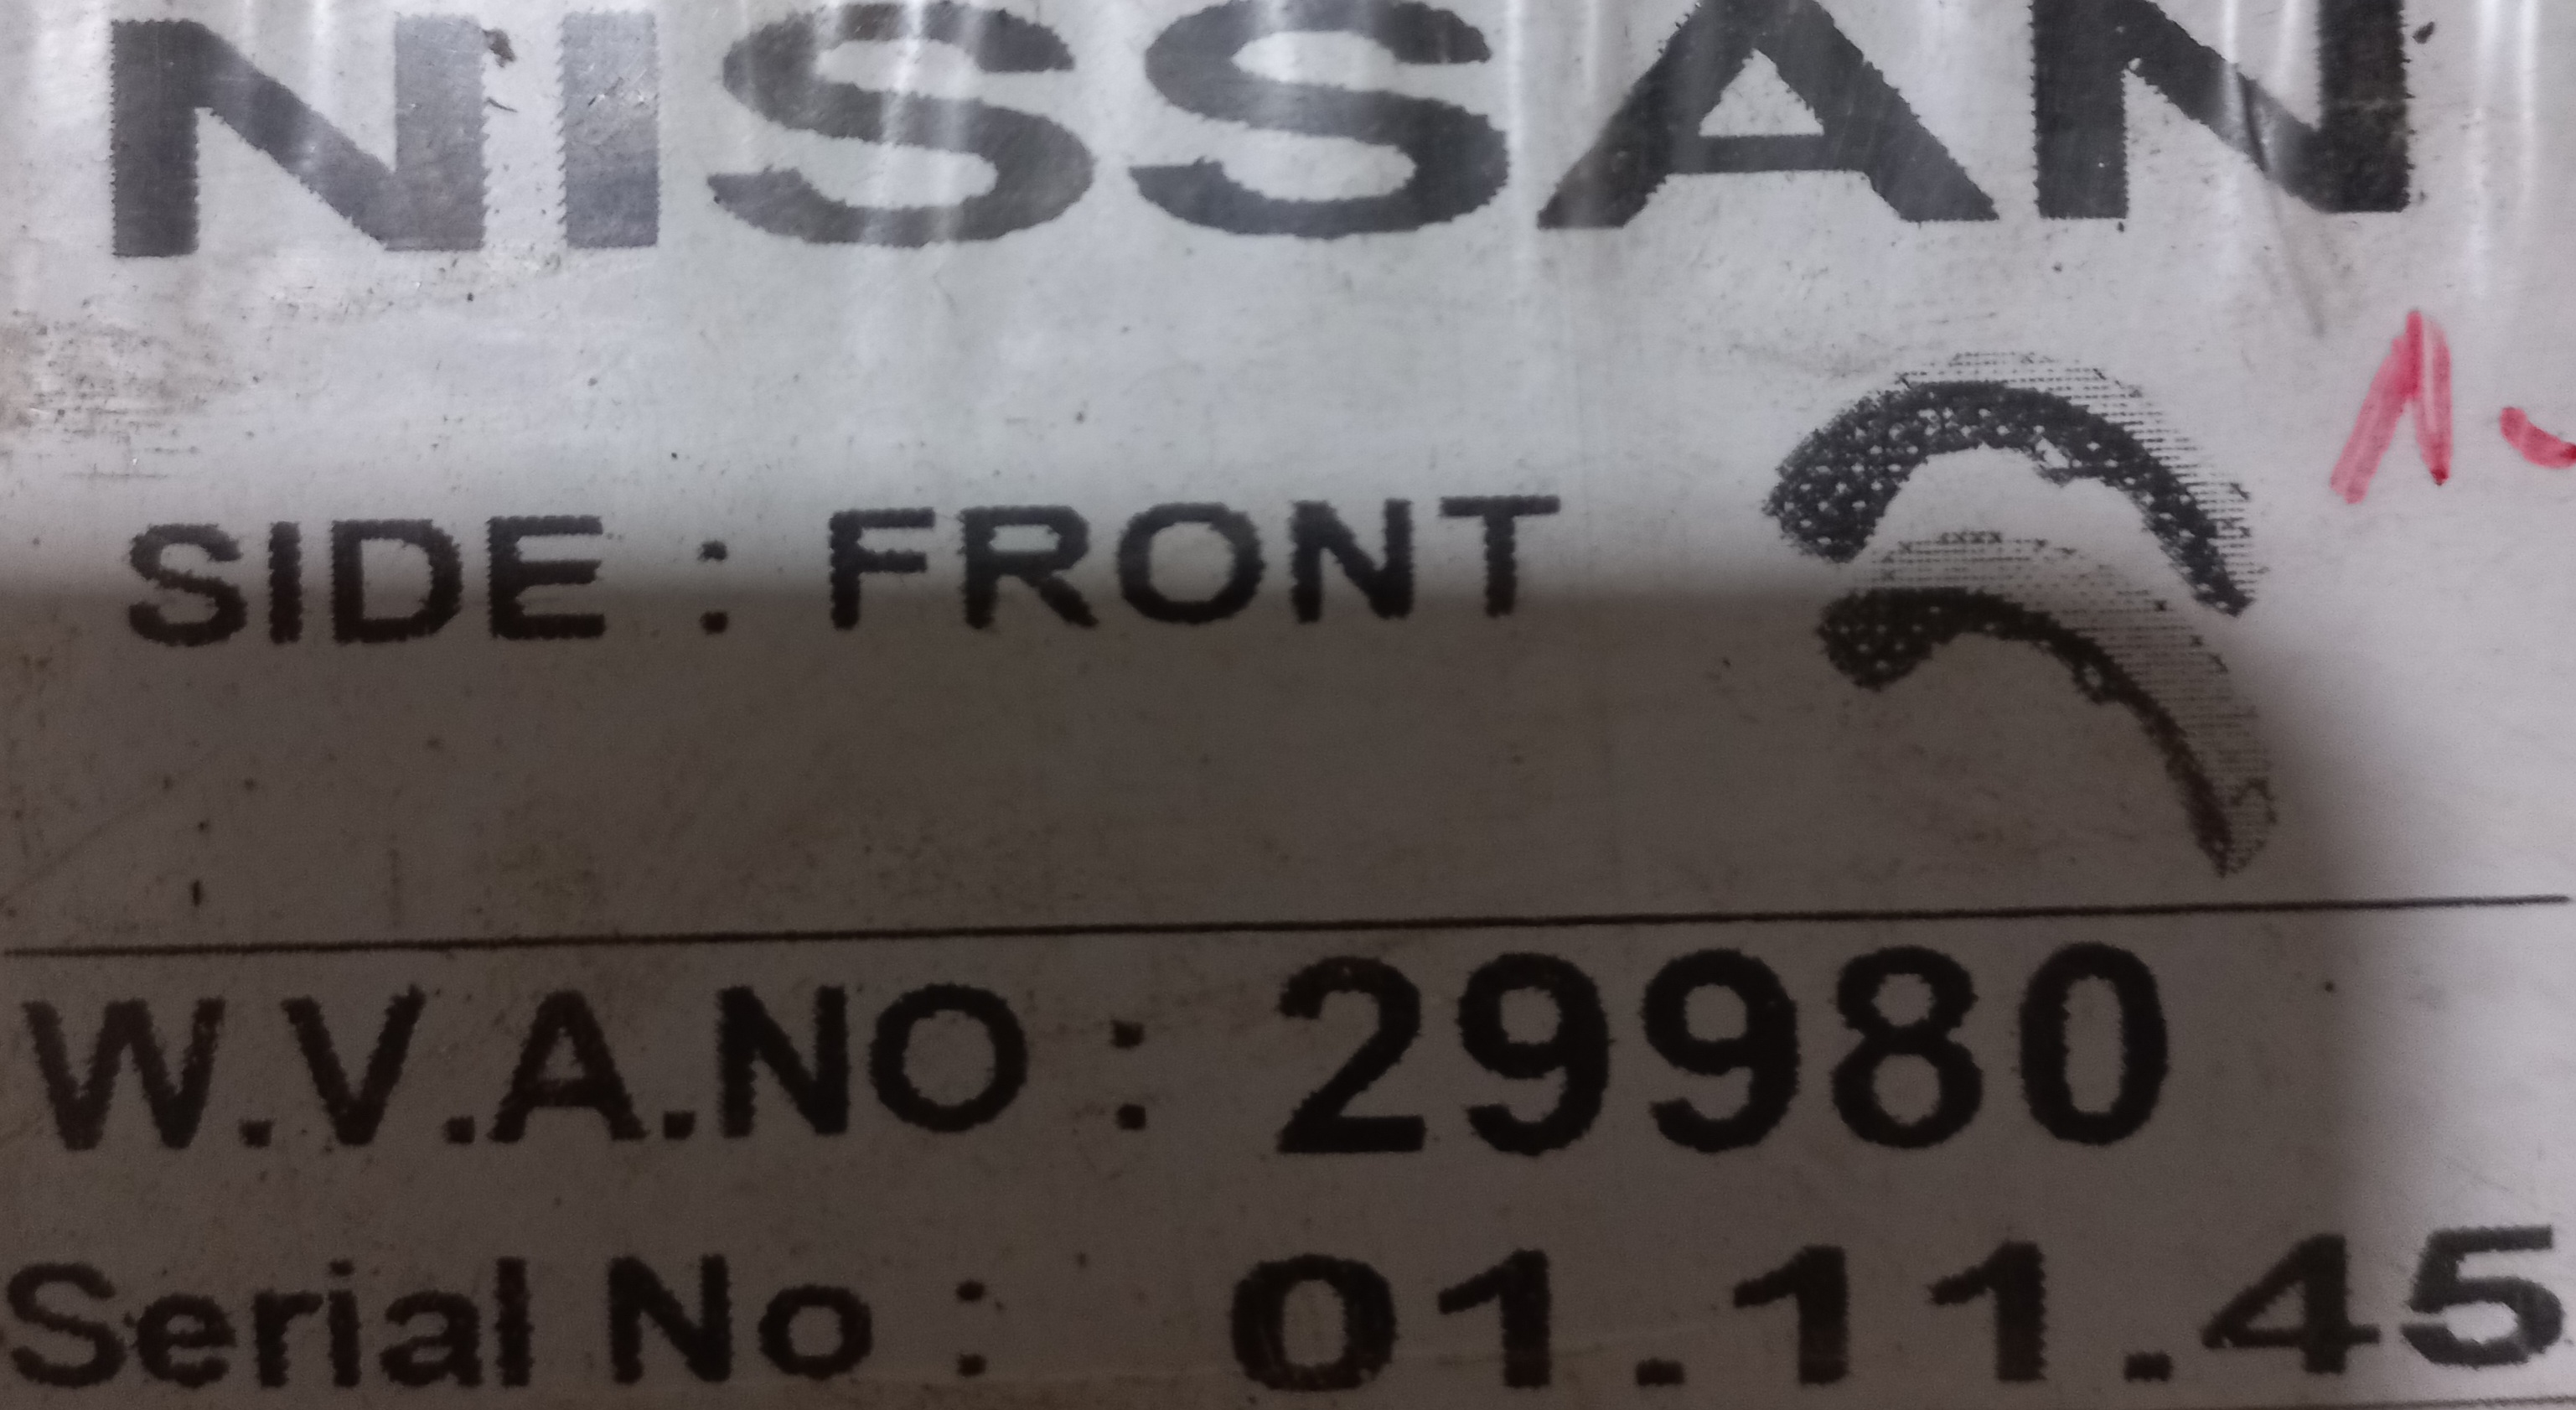 NISSAN
SIDE : FRONT
W.V.A.NO : 29980
Serial No : 01.11.45